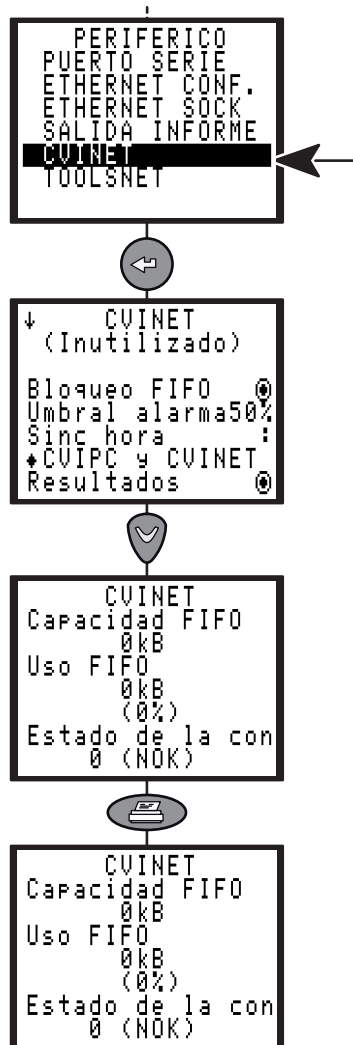 PERIFERICO
PUERTO SERIE
ETHERNET CONF.
ETHERNET SOCK
SALIDA INFORME
CVINET
TOOLSNET
↓ CVINET
(Inutilizado)
Bloqueo FIFO
Umbral alarma50%
Sinc hora :
♦CVIPC y CVINET
Resultados
CVINET
Capacidad FIFO
0kB
Uso FIFO
0kB
(0%)
Estado de la con
0 (NOK)
CVINET
Capacidad FIFO
0kB
Uso FIFO
0kB
(0%)
Estado de la con
0 (NOK)